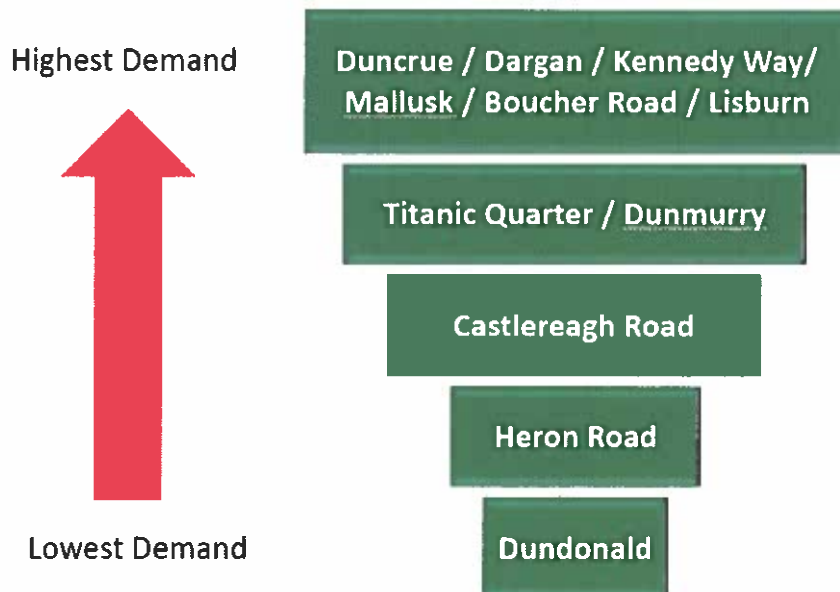 Highest Demand
Duncrue / Dargan / Kennedy Way/
Mallusk / Boucher Road / Lisburn
Titanic Quarter / Dunmurry
Castlereagh Road
Heron Road
Lowest Demand
Dundonald